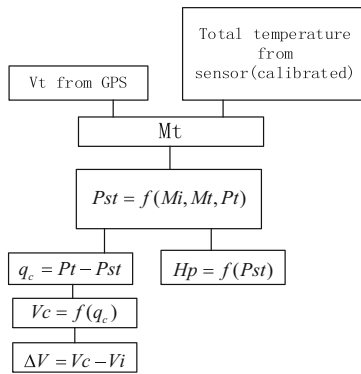 Total temperature
from
sensor(calibrated)
Vt from GPS
Mt
Pst = f(Mi, Mt, Pt)
q_c = Pt − Pst
Hp = f(Pst)
Vc = f(q_c)
ΔV = Vc − Vi